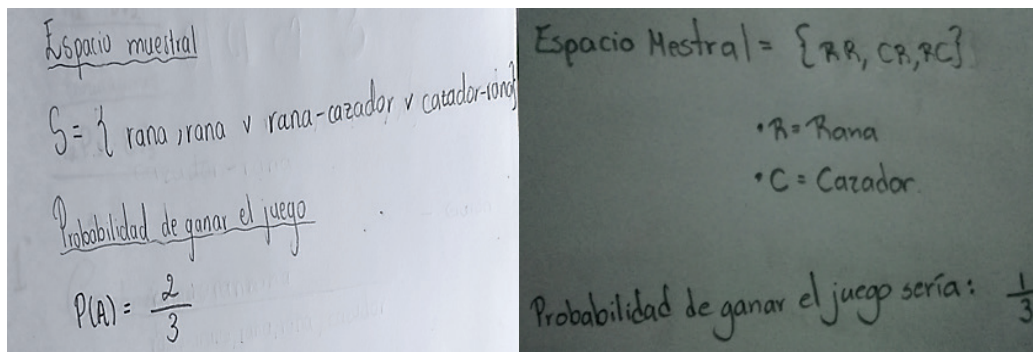 Espacio muestral
S = { rana, rana v rana-cazador v cazador-rana}
Probabilidad de ganar el juego
P(A) = 2/3
Espacio Mestral = {RR, CR, RC}
• R = Rana
• C = Cazador.
Probabilidad de ganar el juego sería: 1/3